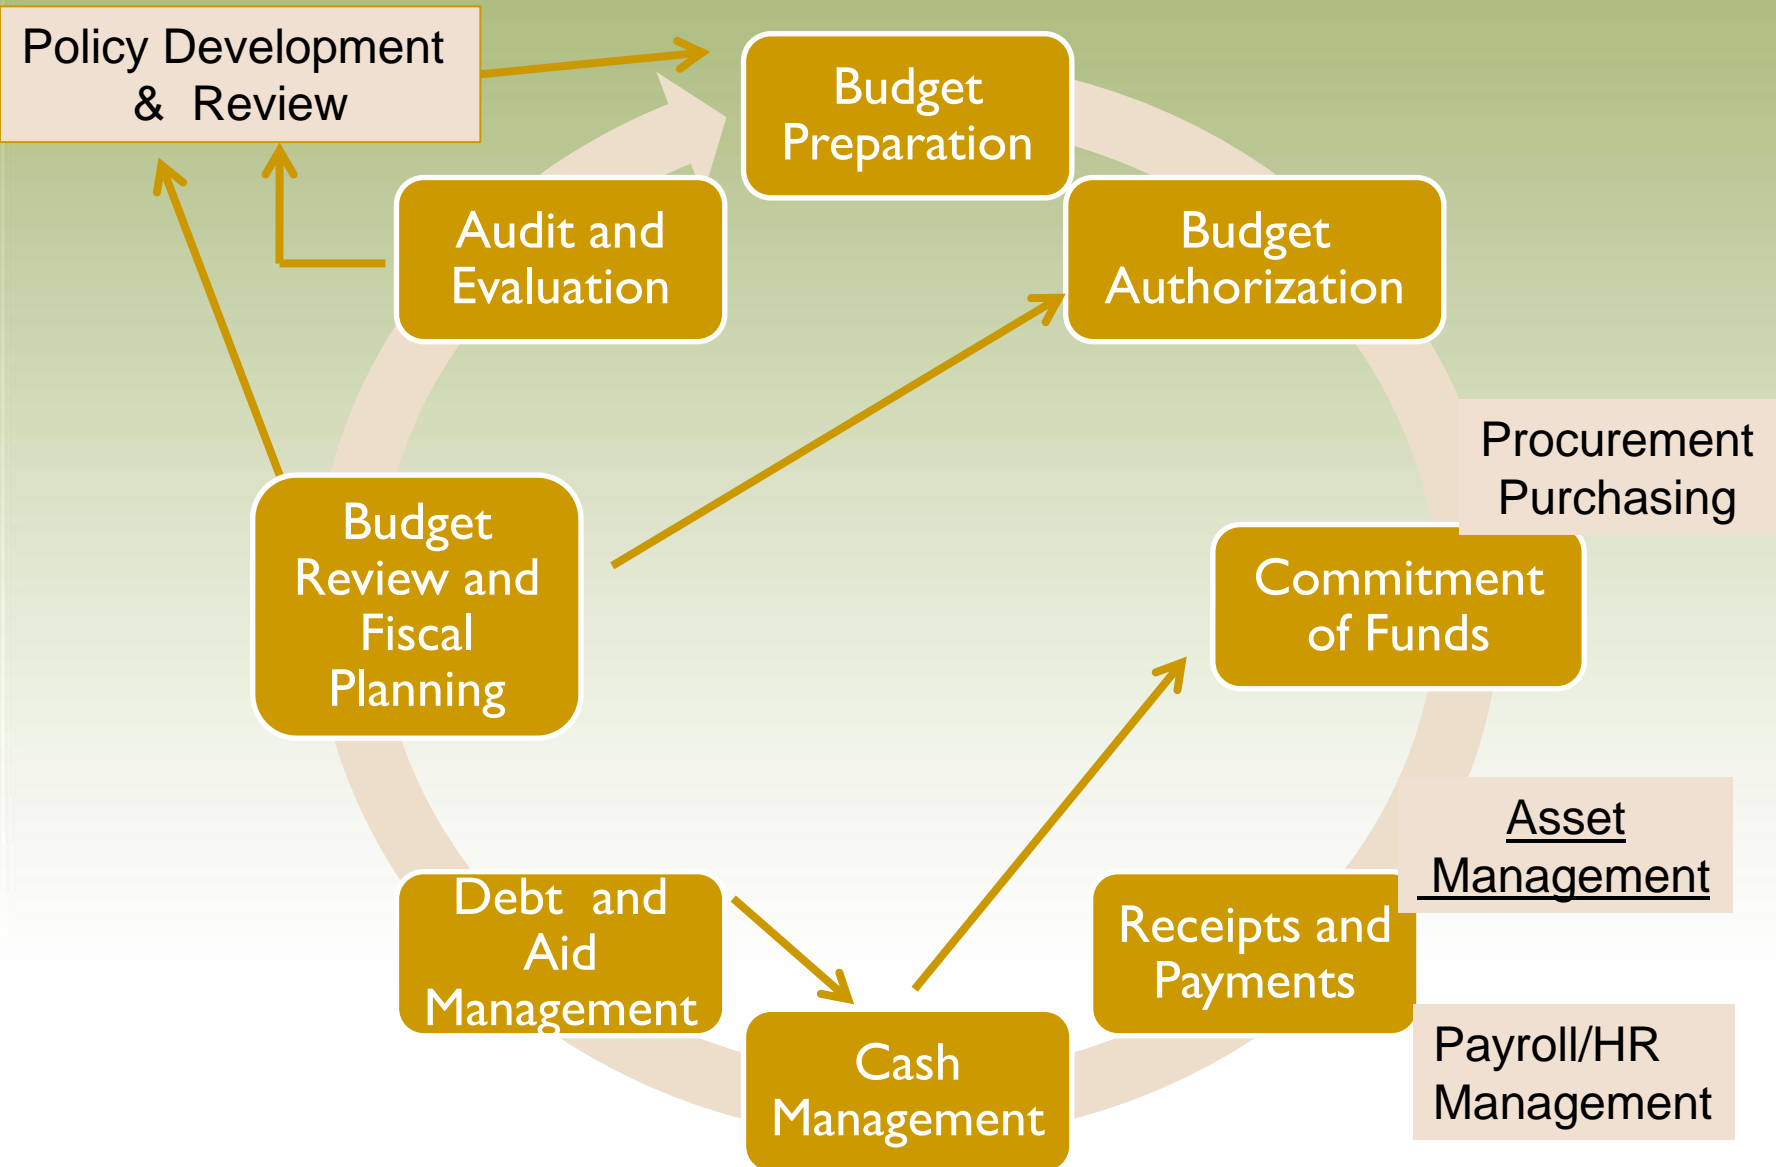 Policy Development
& Review
Budget
Preparation
Audit and
Evaluation
Budget
Authorization
Procurement
Purchasing
Budget
Review and
Fiscal
Planning
Commitment
of Funds
Asset
Management
Debt and
Aid
Management
Receipts and
Payments
Cash
Management
Payroll/HR
Management